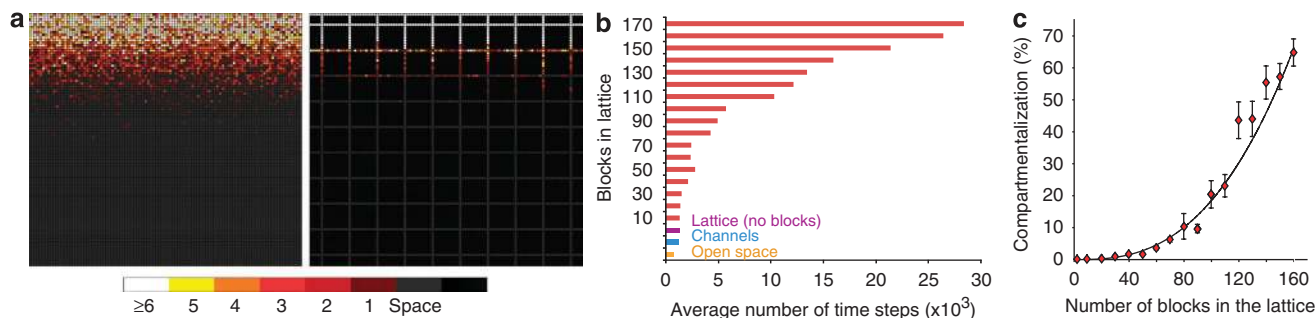 a
≥6 5 4 3 2 1 Space
b
Blocks in lattice
170
150
130
110
90
70
50
30
10
Lattice (no blocks)
Channels
Open space
0 5 10 15 20 25 30
Average number of time steps (x10³)
c
Compartmentalization (%)
70
60
50
40
30
20
10
0
0 40 80 120 160
Number of blocks in the lattice